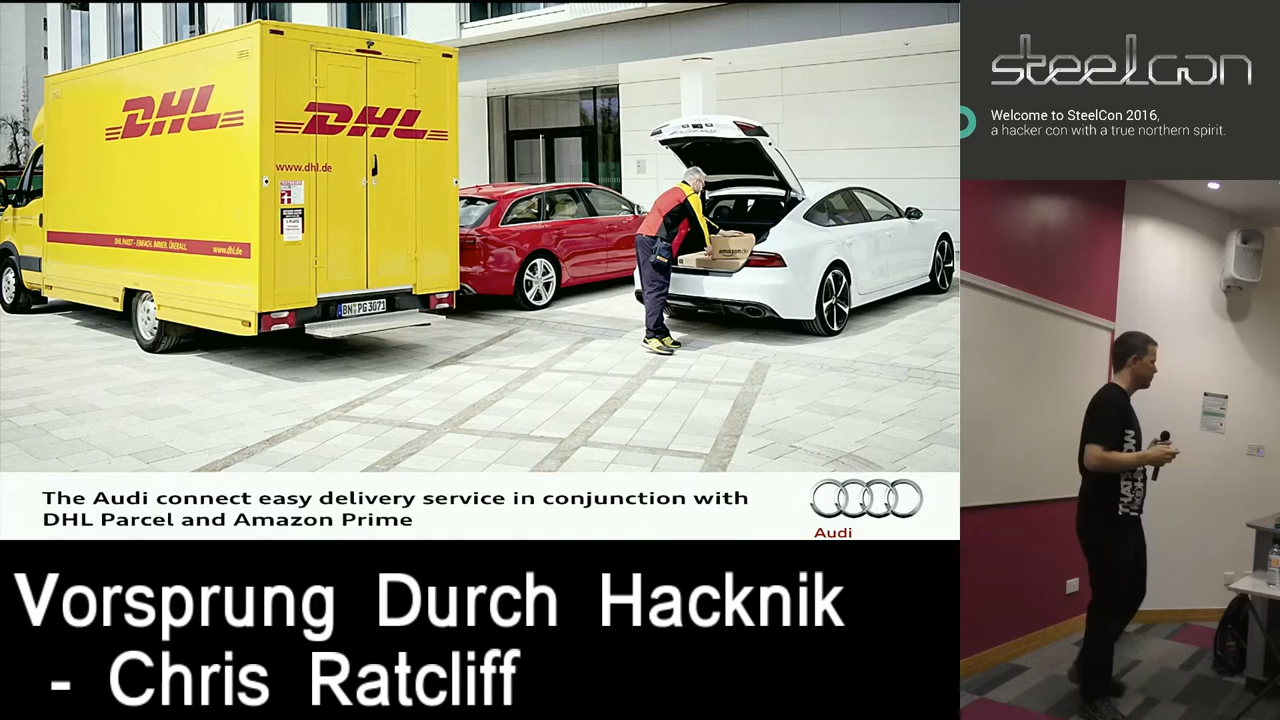 DHL
DHL
www.dhl.de
DHL PAKET - EINFACH. IMMER. ÜBERALL.
www.dhl.de
BN PG 3071
amazon.de
The Audi connect easy delivery service in conjunction with
DHL Parcel and Amazon Prime
Audi
steelcon
Welcome to SteelCon 2016,
a hacker con with a true northern spirit.
Vorsprung Durch Hacknik
- Chris Ratcliff